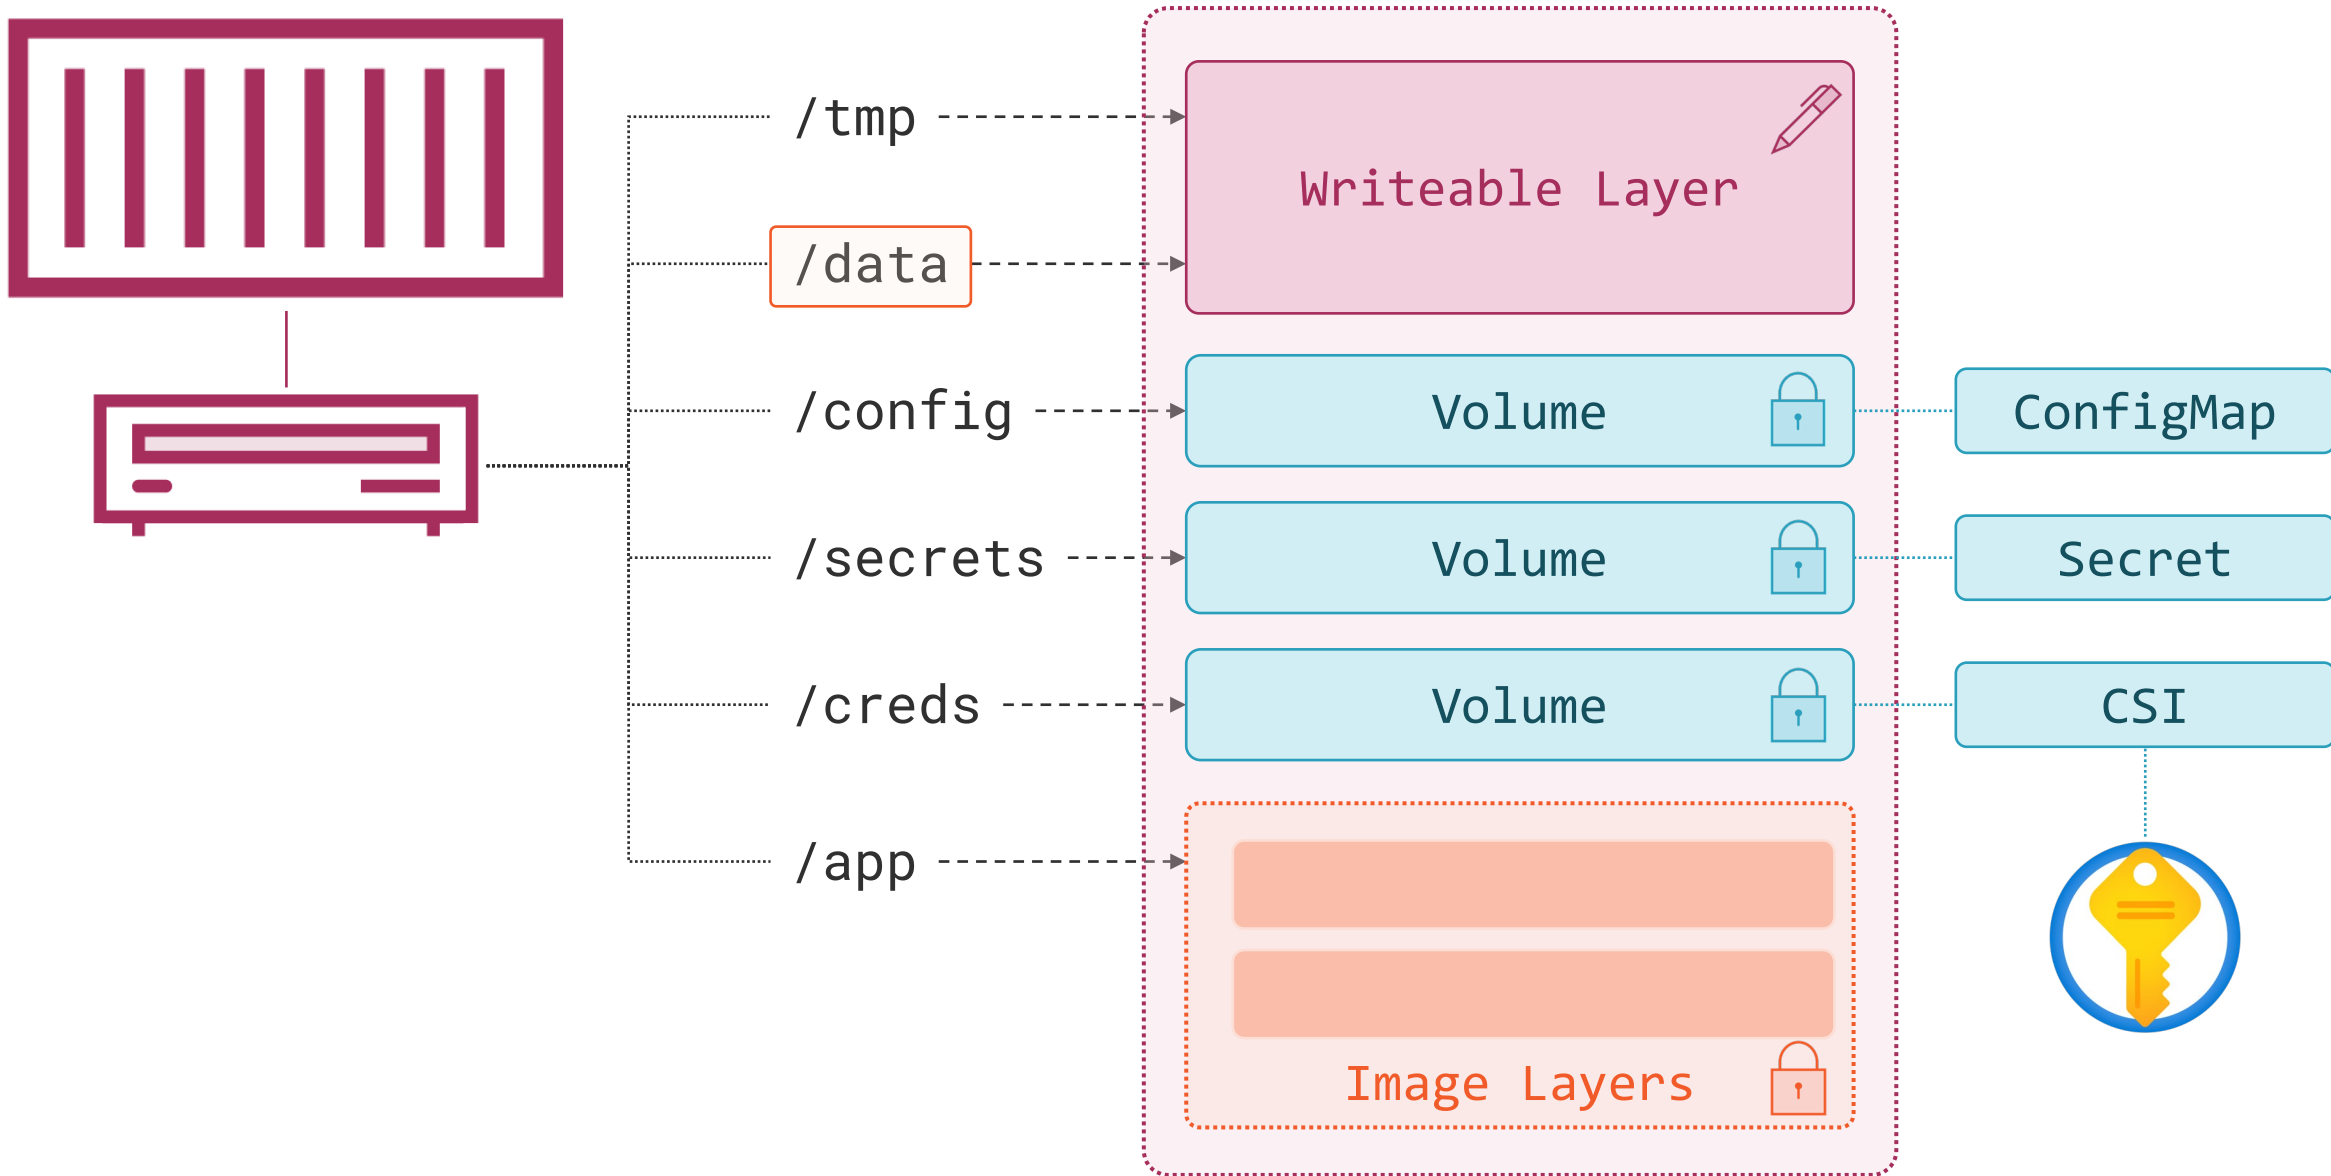 /tmp
Writeable Layer
/data
/config
Volume
ConfigMap
/secrets
Volume
Secret
/creds
Volume
CSI
/app
Image Layers